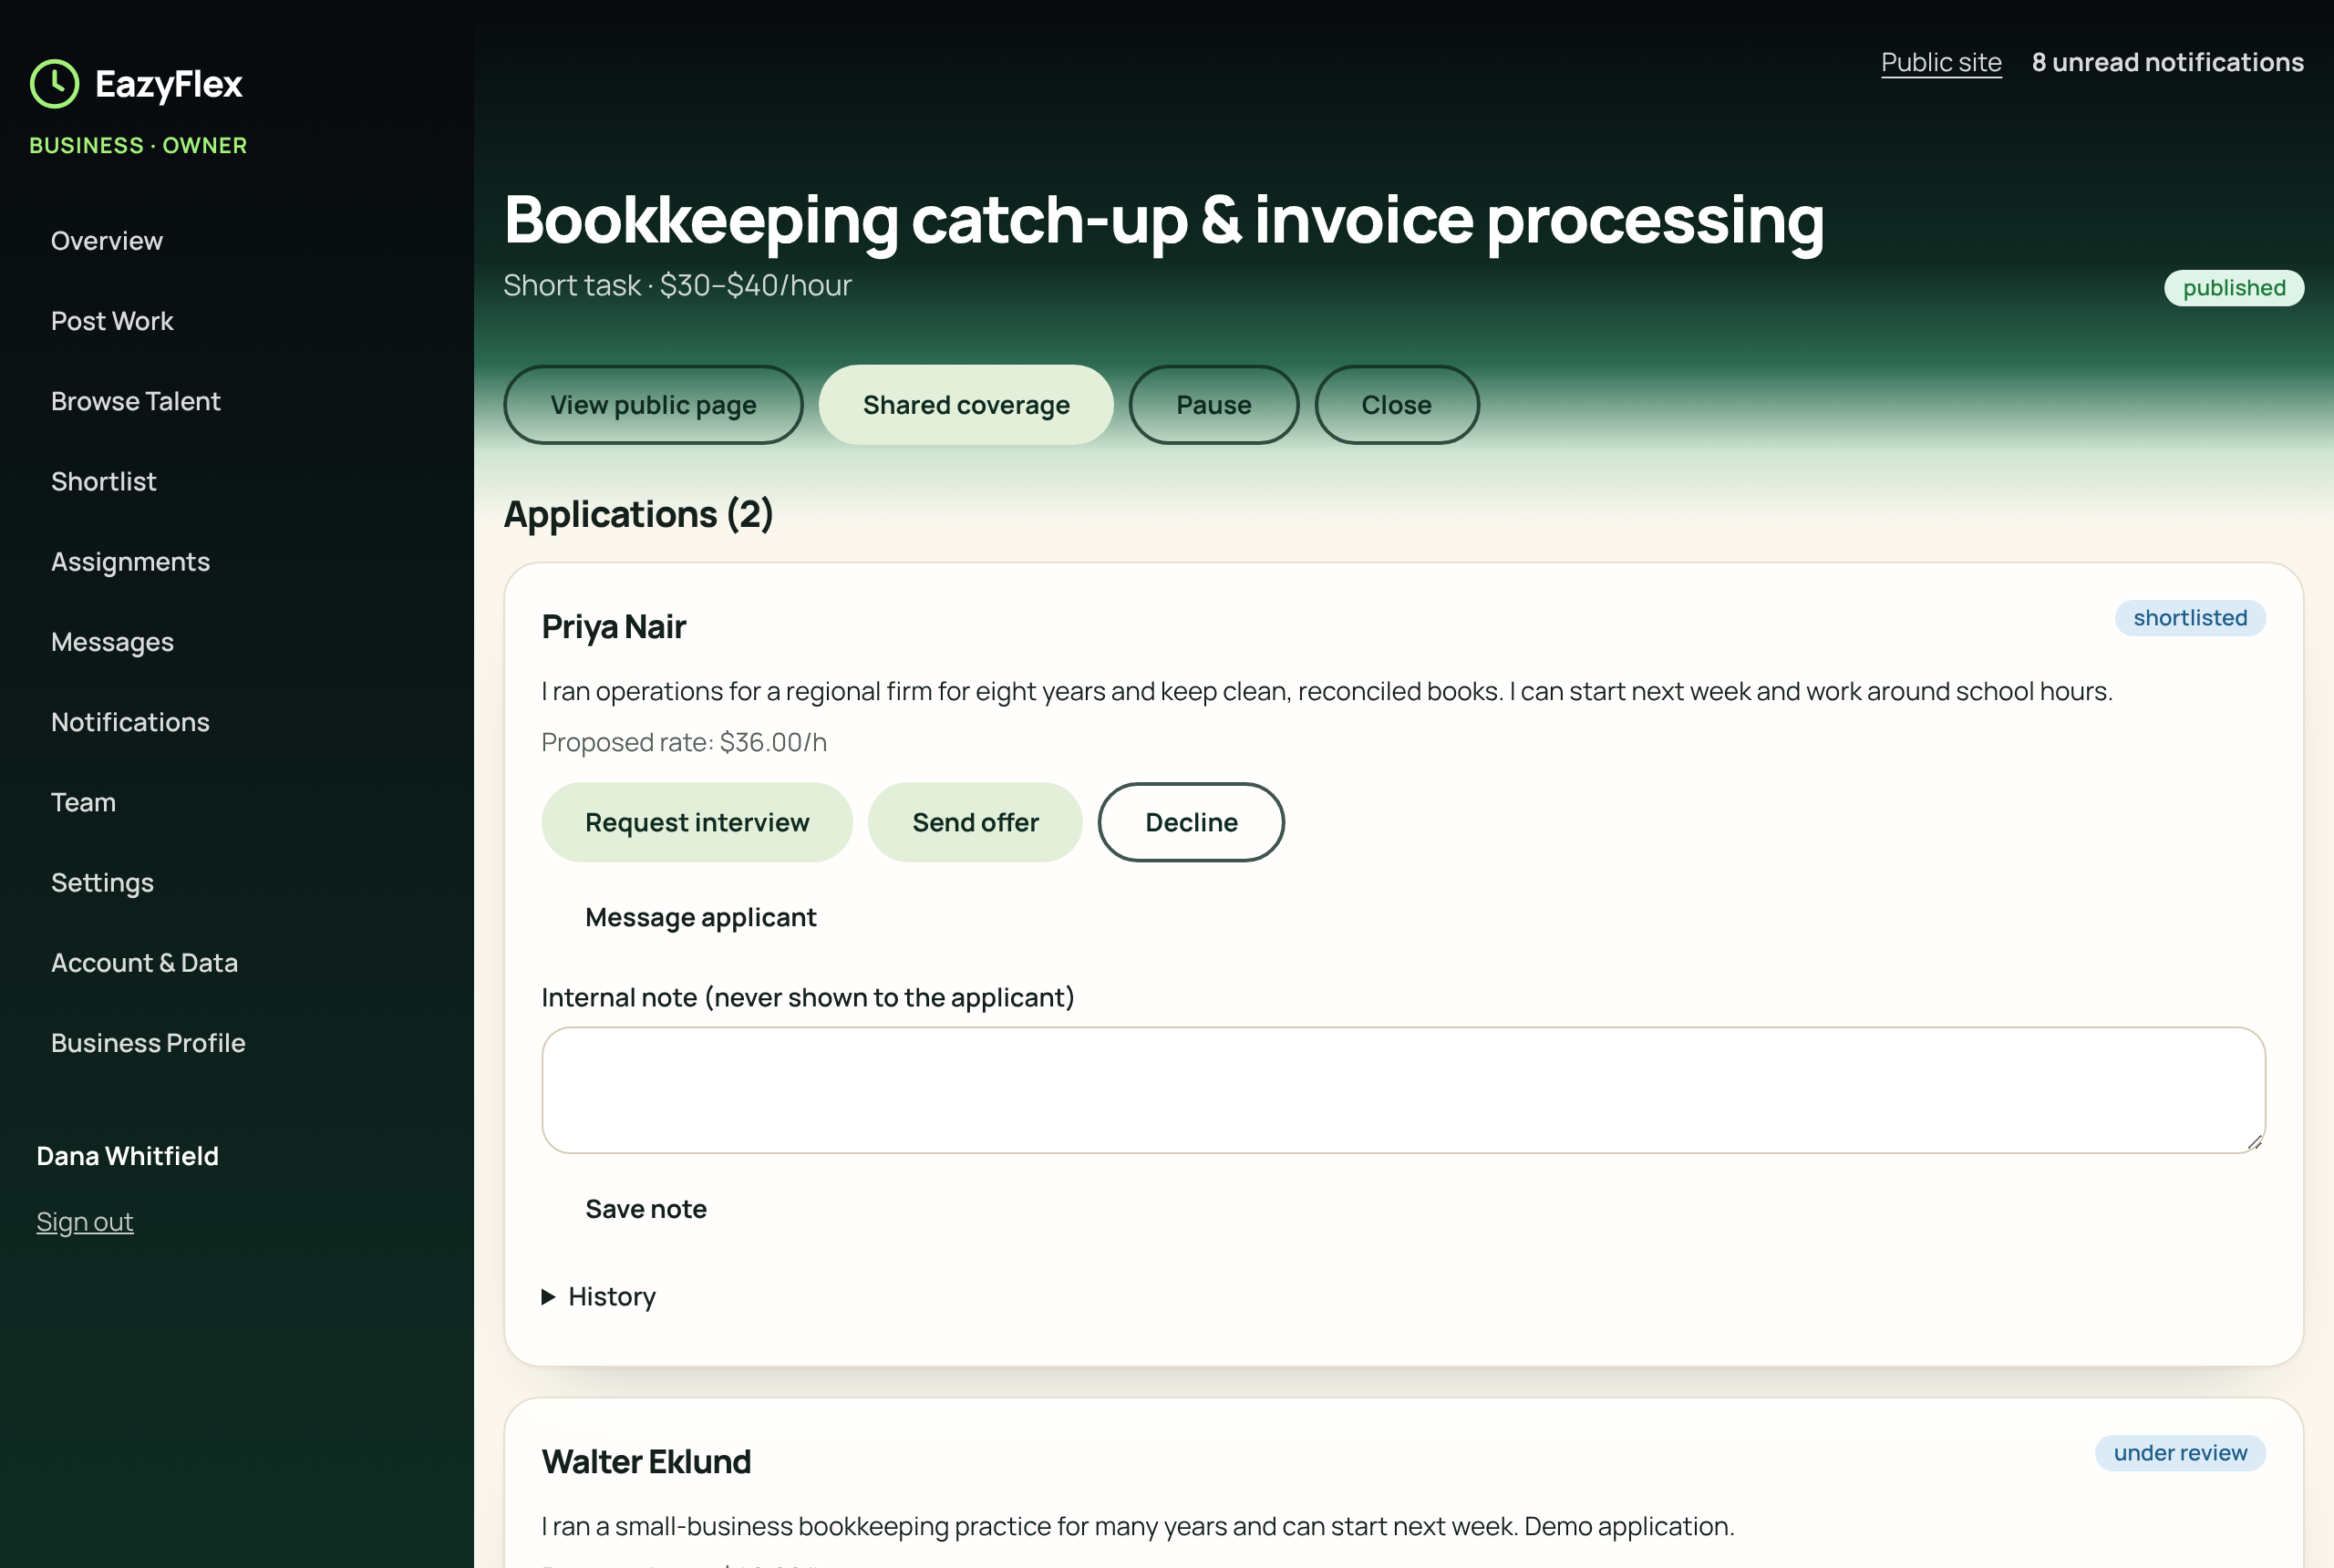 EazyFlex
BUSINESS · OWNER
Overview
Post Work
Browse Talent
Shortlist
Assignments
Messages
Notifications
Team
Settings
Account & Data
Business Profile
Dana Whitfield
Sign out
Public site
8 unread notifications
Bookkeeping catch-up & invoice processing
Short task · $30–$40/hour
published
View public page
Shared coverage
Pause
Close
Applications (2)
Priya Nair
shortlisted
I ran operations for a regional firm for eight years and keep clean, reconciled books. I can start next week and work around school hours.
Proposed rate: $36.00/h
Request interview
Send offer
Decline
Message applicant
Internal note (never shown to the applicant)
Save note
History
Walter Eklund
under review
I ran a small-business bookkeeping practice for many years and can start next week. Demo application.